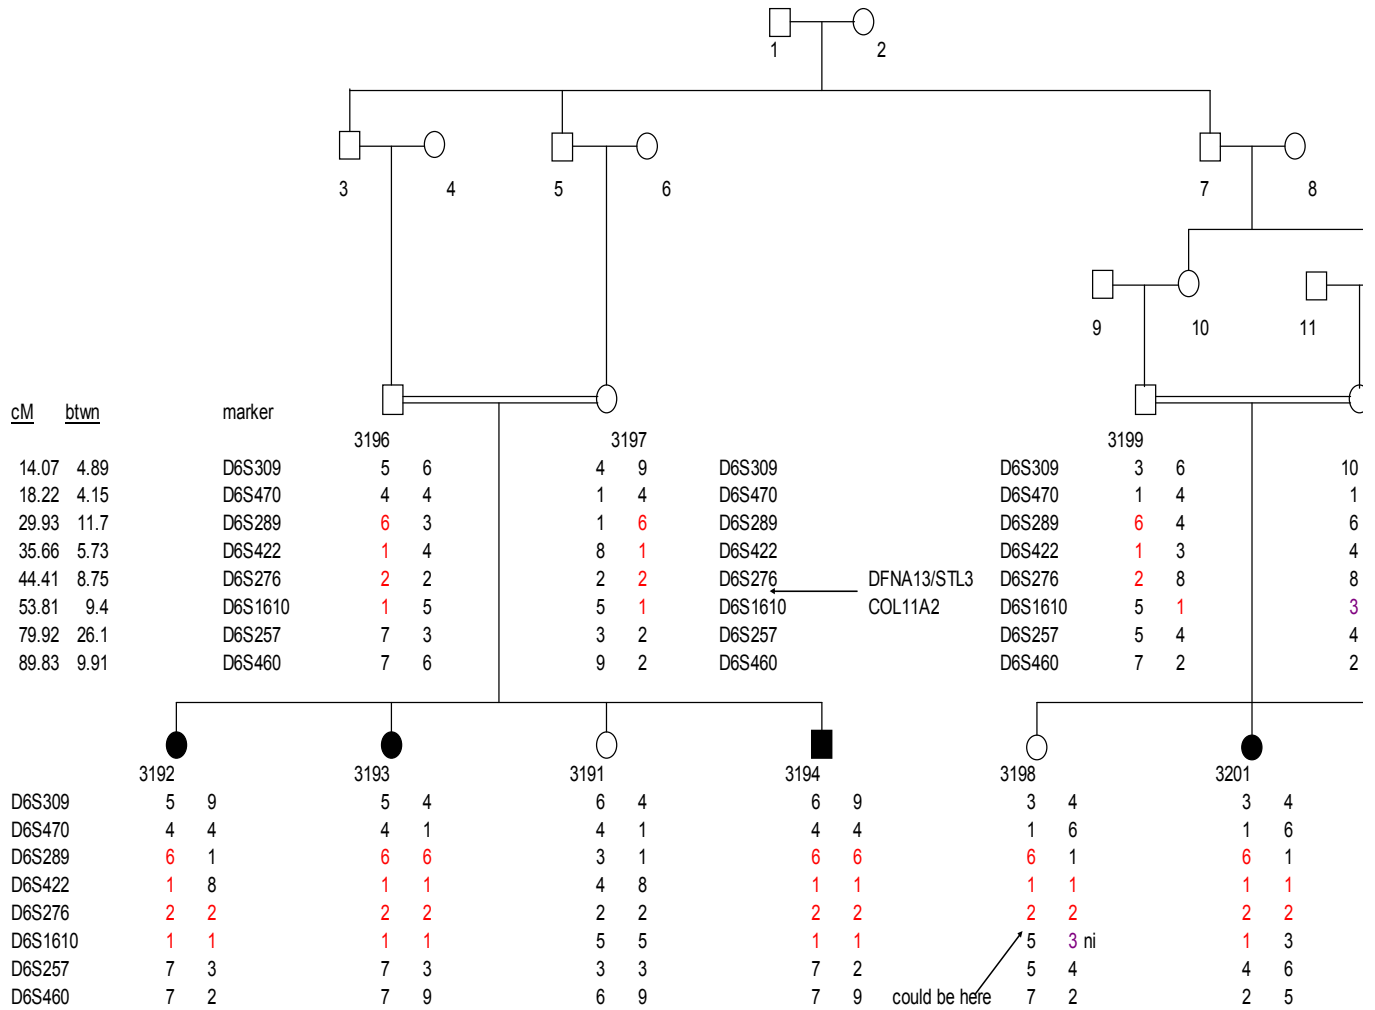 1 2
3 4 5 6 7 8
9 10 11
cM btwn marker
3196 3197 3199
14.07 4.89 D6S309 5 6 4 9 D6S309 D6S309 3 6 10
18.22 4.15 D6S470 4 4 1 4 D6S470 D6S470 1 4 1
29.93 11.7 D6S289 6 3 1 6 D6S289 D6S289 6 4 6
35.66 5.73 D6S422 1 4 8 1 D6S422 D6S422 1 3 4
44.41 8.75 D6S276 2 2 2 2 D6S276 DFNA13/STL3 D6S276 2 8 8
53.81 9.4 D6S1610 1 5 5 1 D6S1610 COL11A2 D6S1610 5 1 3
79.92 26.1 D6S257 7 3 3 2 D6S257 D6S257 5 4 4
89.83 9.91 D6S460 7 6 9 2 D6S460 D6S460 7 2 2
3192 3193 3191 3194 3198 3201
D6S309 5 9 5 4 6 4 6 9 3 4 3 4
D6S470 4 4 4 1 4 1 4 4 1 6 1 6
D6S289 6 1 6 6 3 1 6 6 6 1 6 1
D6S422 1 8 1 1 4 8 1 1 1 1 1 1
D6S276 2 2 2 2 2 2 2 2 2 2 2 2
D6S1610 1 1 1 1 5 5 1 1 5 3 ni 1 3
D6S257 7 3 7 3 3 3 7 2 5 4 4 6
D6S460 7 2 7 9 6 9 7 9 could be here 7 2 2 5